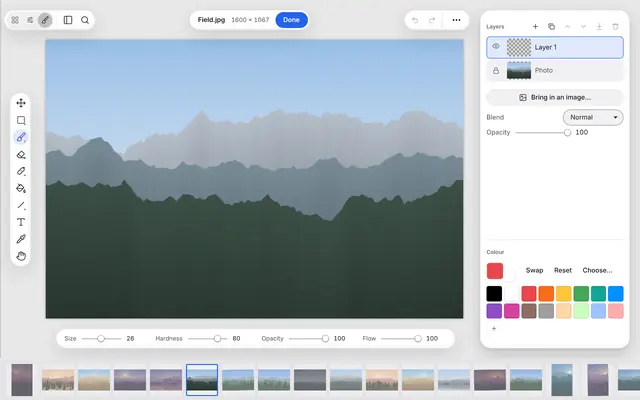 Field.jpg 1600 × 1067 Done
Layers
Layer 1
Photo
Bring in an image...
Blend Normal
Opacity 100
T
Colour
Swap Reset Choose...
Size 26 Hardness 80 Opacity 100 Flow 100